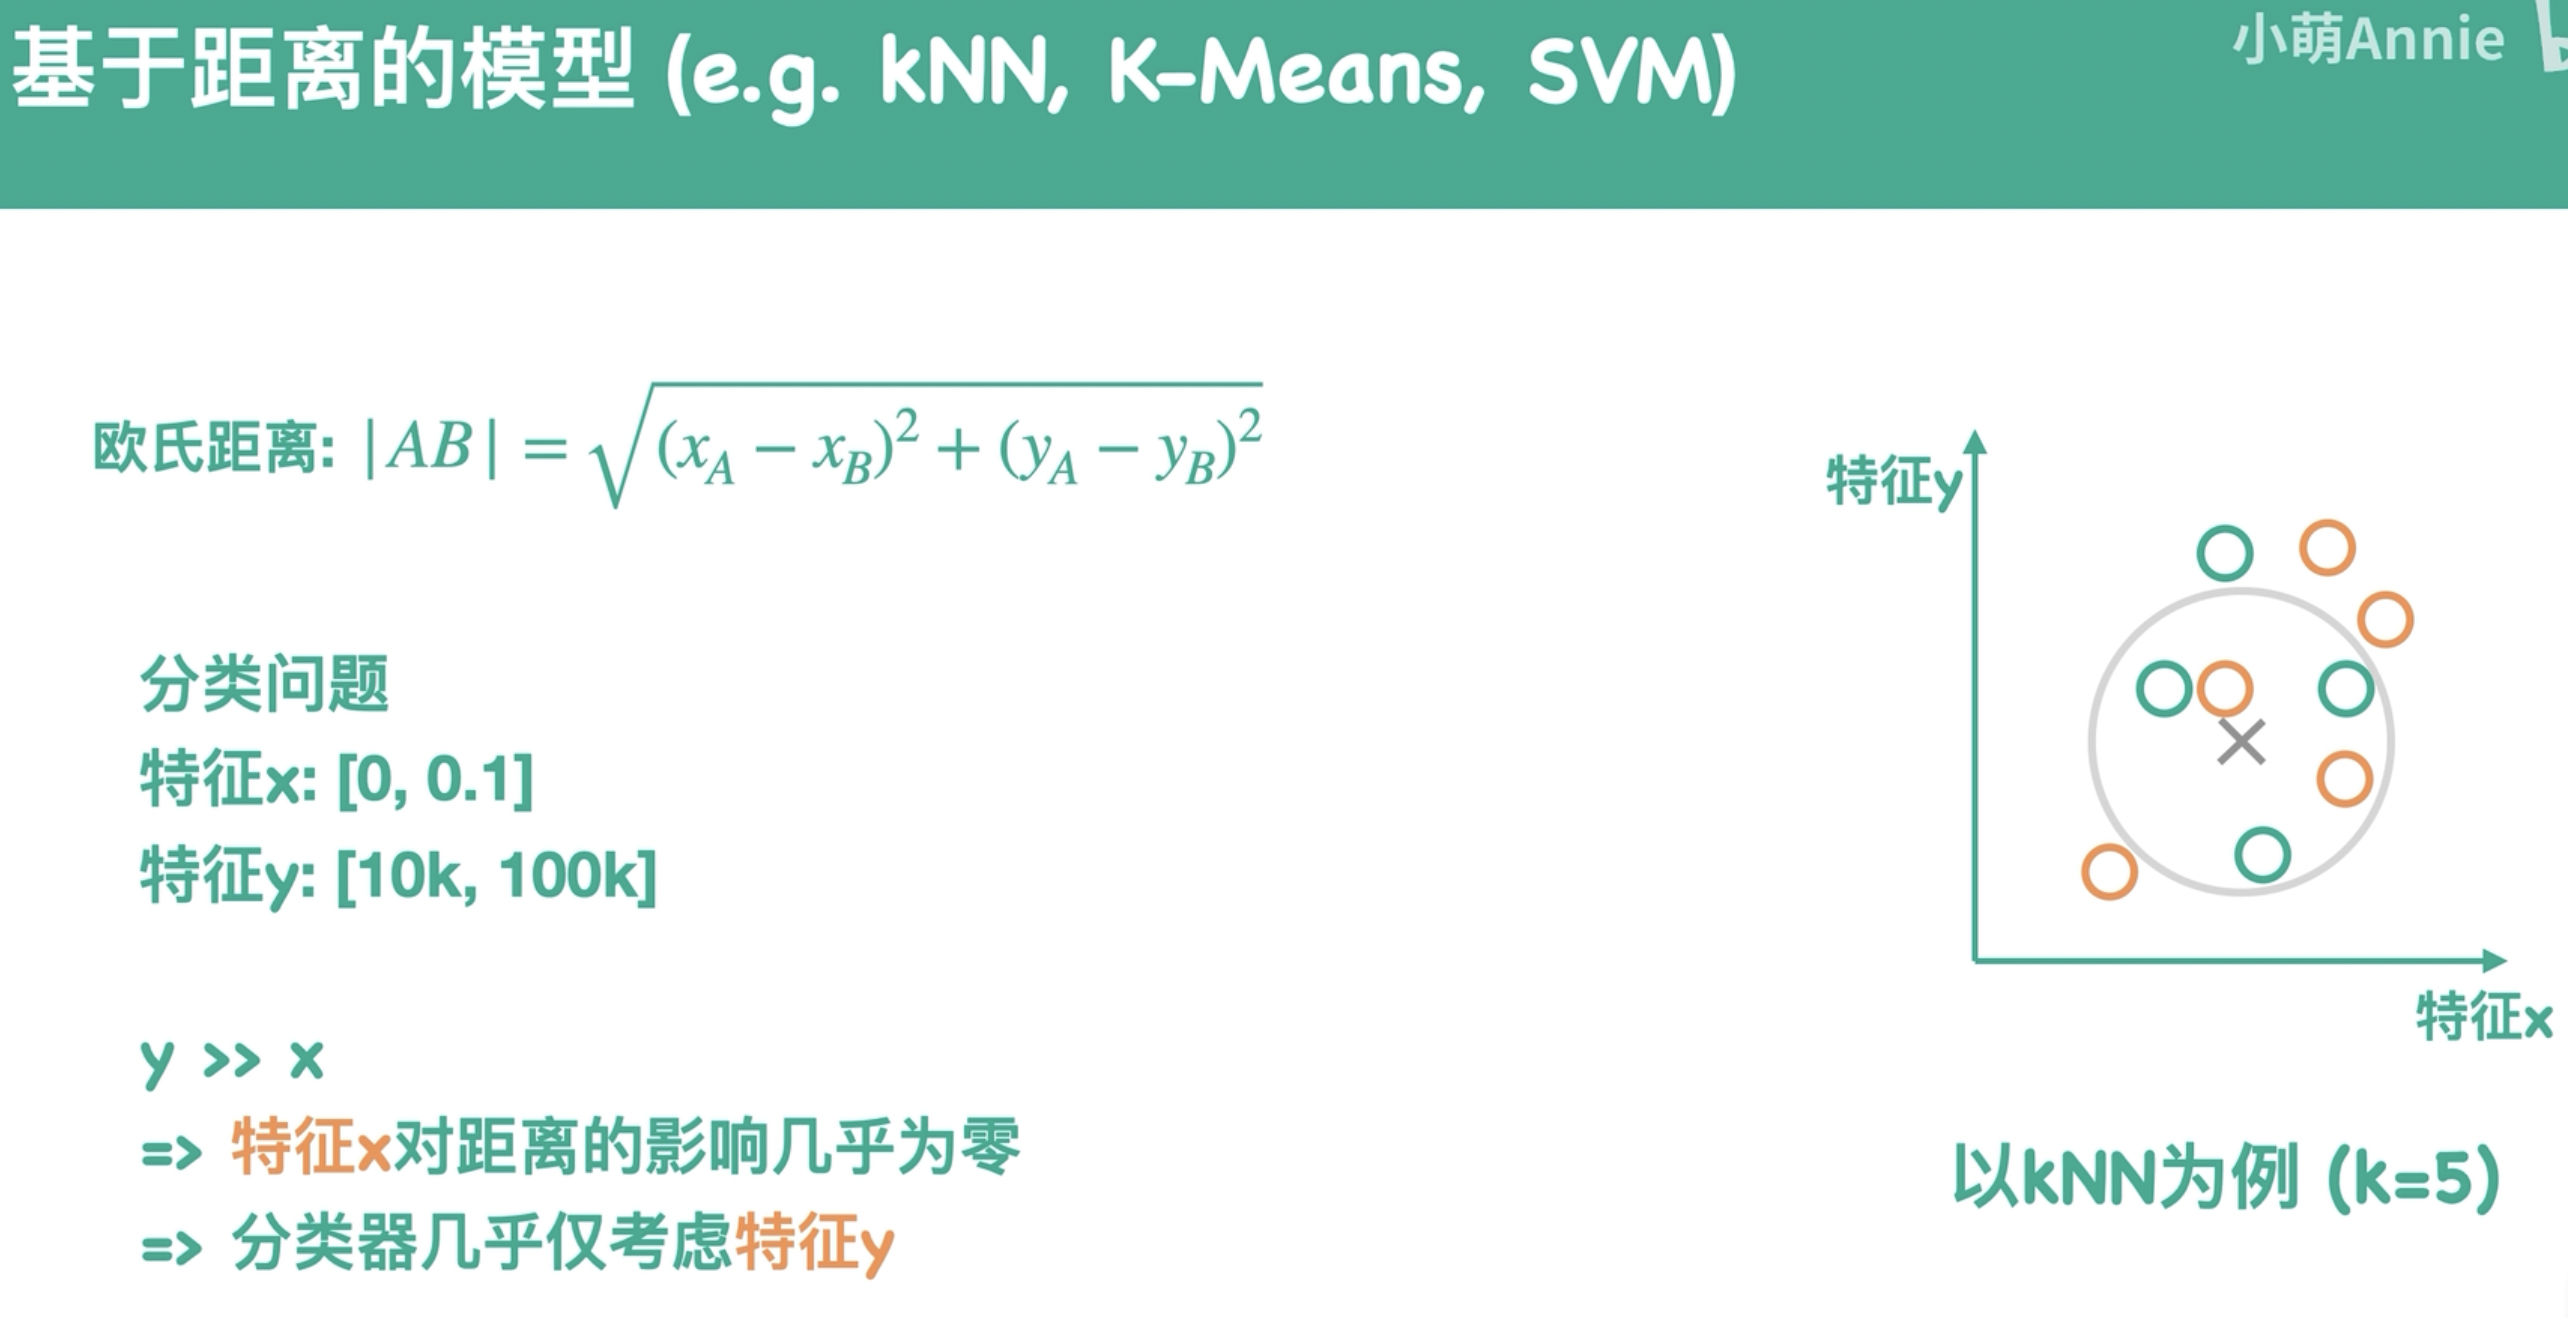 基于距离的模型 (e.g. kNN, K-Means, SVM)
小萌Annie
欧氏距离: |AB| = √(x_A − x_B)² + (y_A − y_B)²
分类问题
特征x: [0, 0.1]
特征y: [10k, 100k]
y >> x
=> 特征x对距离的影响几乎为零
=> 分类器几乎仅考虑特征y
特征y
特征x
以kNN为例 (k=5)